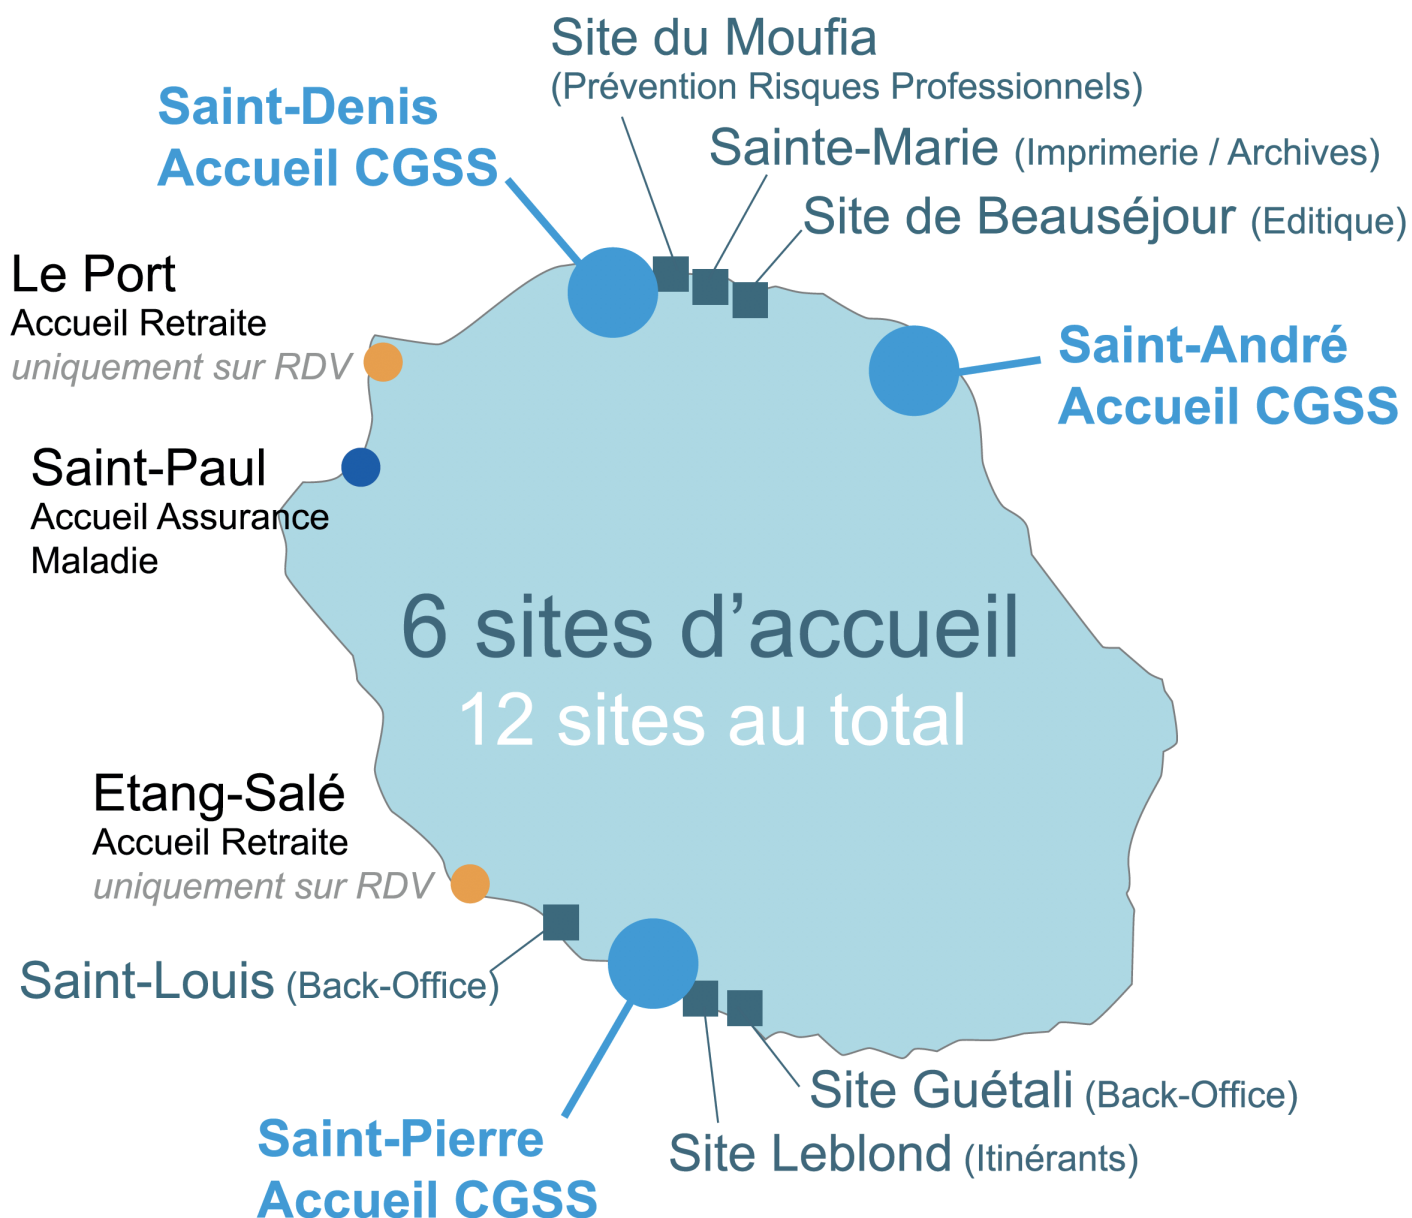 Site du Moufia
(Prévention Risques Professionnels)
Saint-Denis
Accueil CGSS
Sainte-Marie (Imprimerie / Archives)
Site de Beauséjour (Editique)
Le Port
Accueil Retraite
uniquement sur RDV
Saint-André
Accueil CGSS
Saint-Paul
Accueil Assurance
Maladie
6 sites d’accueil
12 sites au total
Etang-Salé
Accueil Retraite
uniquement sur RDV
Saint-Louis (Back-Office)
Site Guétali (Back-Office)
Site Leblond (Itinérants)
Saint-Pierre
Accueil CGSS